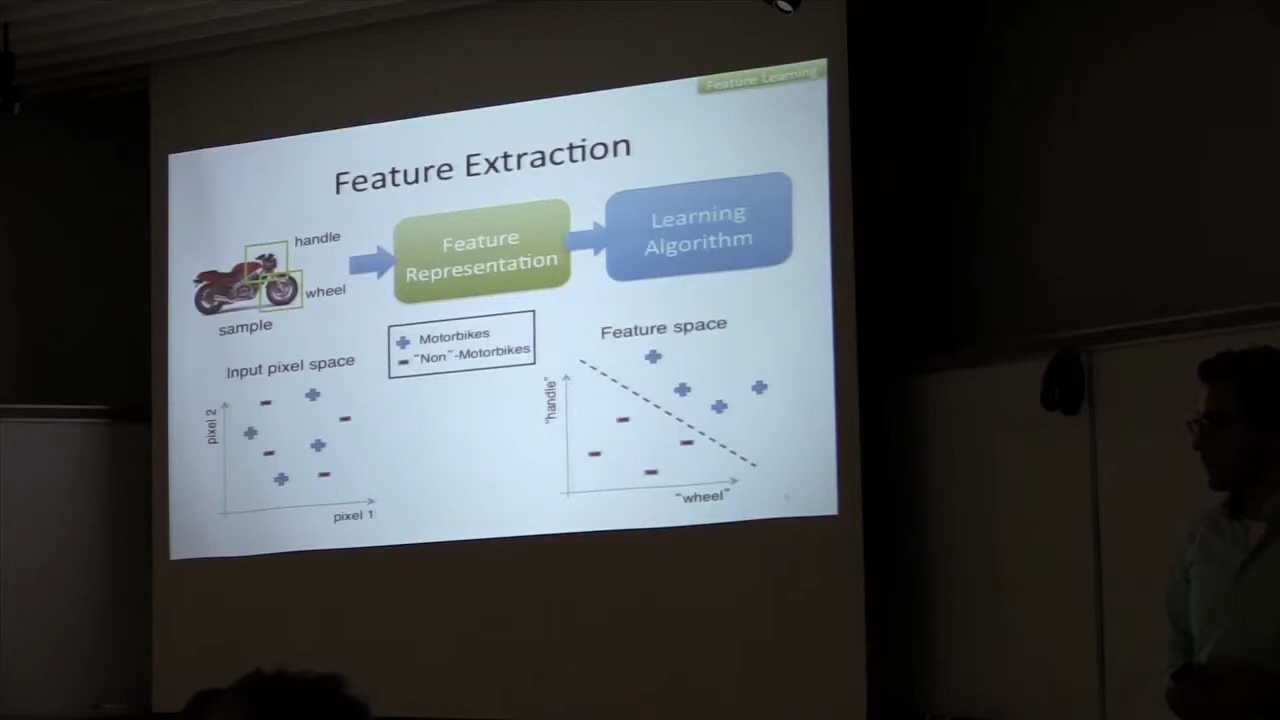 Feature Learning
Feature Extraction
handle
wheel
sample
Feature
Representation
Learning
Algorithm
Motorbikes
"Non"-Motorbikes
Input pixel space
pixel 2
pixel 1
Feature space
"handle"
"wheel"